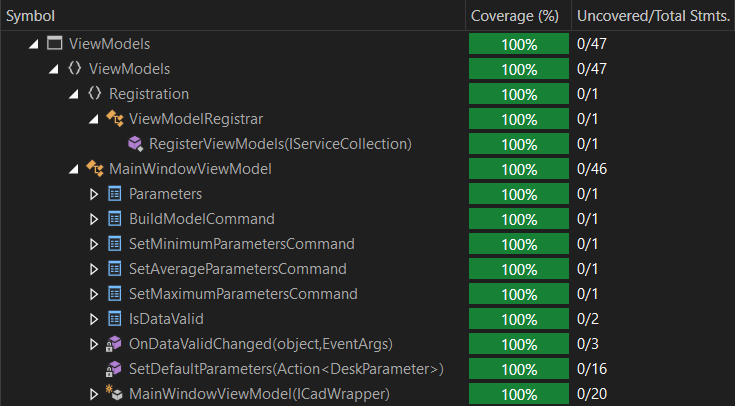 Symbol Coverage (%) Uncovered/Total Stmts.
ViewModels 100% 0/47
ViewModels 100% 0/47
Registration 100% 0/1
ViewModelRegistrar 100% 0/1
RegisterViewModels(IServiceCollection) 100% 0/1
MainWindowViewModel 100% 0/46
Parameters 100% 0/1
BuildModelCommand 100% 0/1
SetMinimumParametersCommand 100% 0/1
SetAverageParametersCommand 100% 0/1
SetMaximumParametersCommand 100% 0/1
IsDataValid 100% 0/2
OnDataValidChanged(object,EventArgs) 100% 0/3
SetDefaultParameters(Action<DeskParameter>) 100% 0/16
MainWindowViewModel(ICadWrapper) 100% 0/20